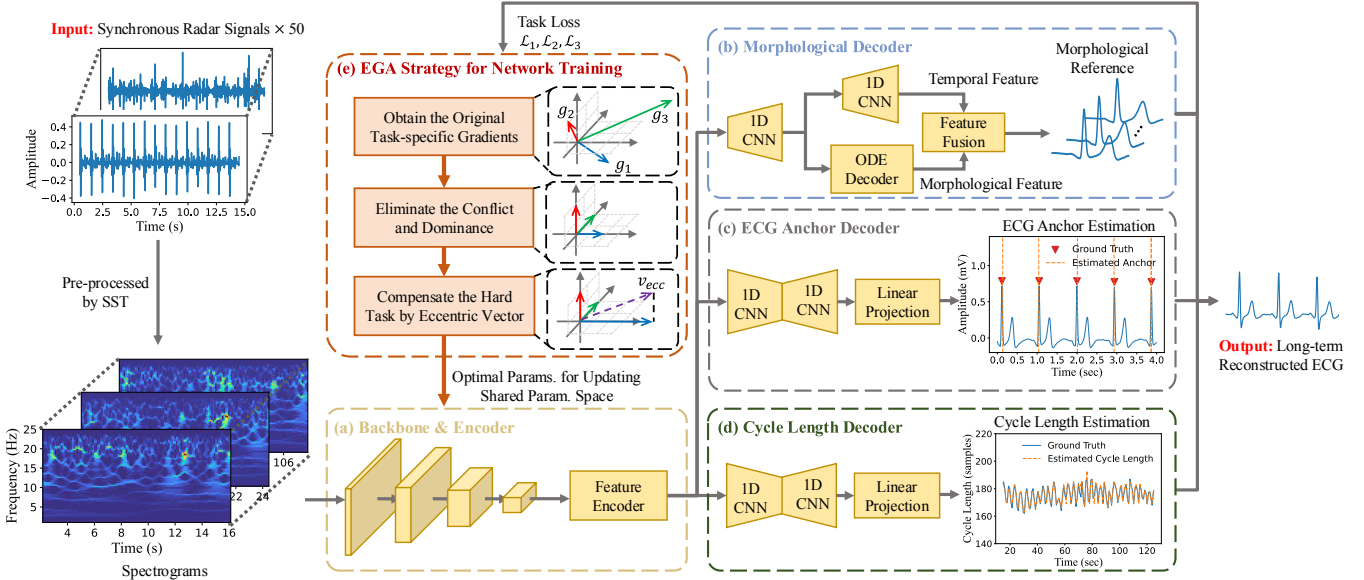 Input: Synchronous Radar Signals × 50
Amplitude
0.4
0.2
0.0
−0.2
−0.4
0.0 2.5 5.0 7.5 10.0 12.5 15.0
Time (s)
Pre-processed
by SST
Frequency (Hz)
25
20
15
10
5
2 4 6 8 10 12 14 16
22 24
106
Time (s)
Spectrograms
Task Loss
ℒ1, ℒ2, ℒ3
(e) EGA Strategy for Network Training
Obtain the Original
Task-specific Gradients
g2
g3
g1
Eliminate the Conflict
and Dominance
Compensate the Hard
Task by Eccentric Vector
vecc
Optimal Params. for Updating
Shared Param. Space
(a) Backbone & Encoder
Feature
Encoder
(b) Morphological Decoder
1D
CNN
1D
CNN
ODE
Decoder
Temporal Feature
Feature
Fusion
Morphological Feature
Morphological
Reference
(c) ECG Anchor Decoder
1D
CNN
1D
CNN
Linear
Projection
ECG Anchor Estimation
Ground Truth
Estimated Anchor
Amplitude (mV)
1.0
0.5
0.0
0.0 0.5 1.0 1.5 2.0 2.5 3.0 3.5 4.0
Time (sec)
(d) Cycle Length Decoder
1D
CNN
1D
CNN
Linear
Projection
Cycle Length Estimation
Ground Truth
Estimated Cycle Length
Cycle Length (samples)
220
200
180
160
140
20 40 60 80 100 120
Time (sec)
Output: Long-term
Reconstructed ECG